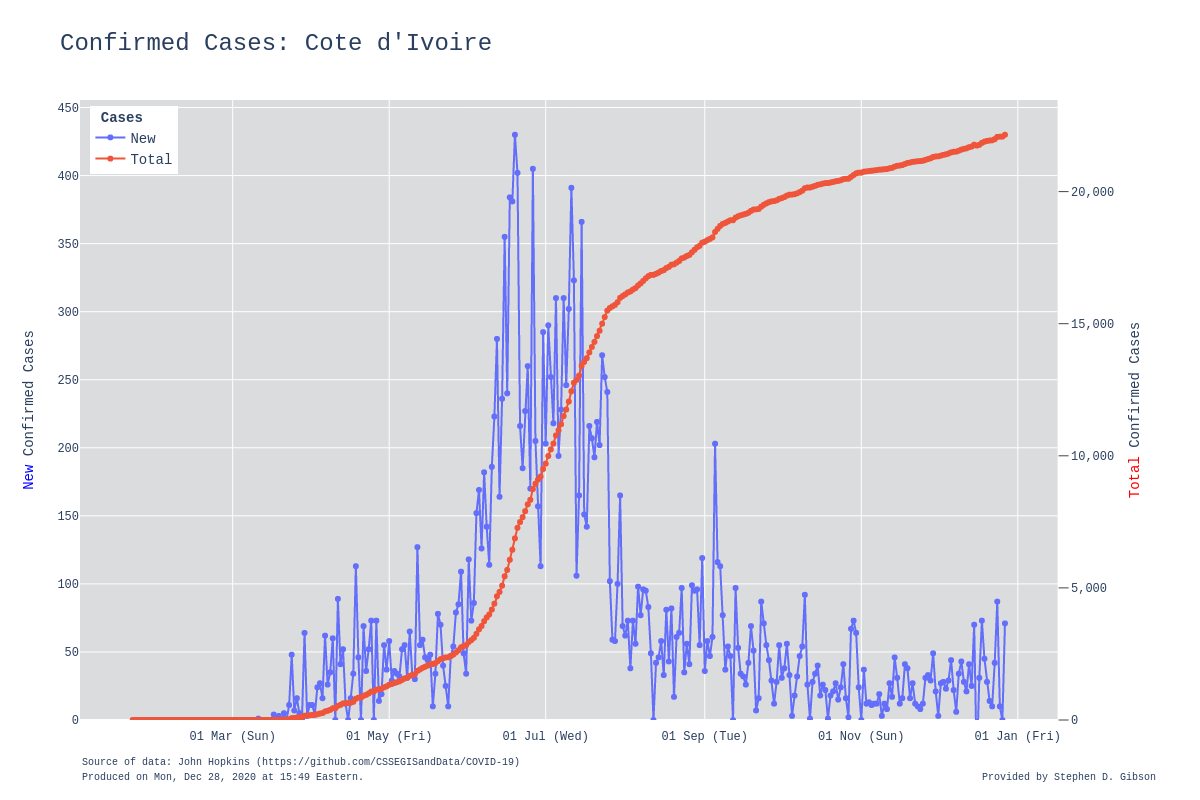 Confirmed Cases: Cote d'Ivoire
Cases
New
Total
450
400
350
300
250
200
150
100
50
0
New Confirmed Cases
20,000
15,000
10,000
5,000
0
Total Confirmed Cases
01 Mar (Sun)
01 May (Fri)
01 Jul (Wed)
01 Sep (Tue)
01 Nov (Sun)
01 Jan (Fri)
Source of data: John Hopkins (https://github.com/CSSEGISandData/COVID-19)
Produced on Mon, Dec 28, 2020 at 15:49 Eastern.
Provided by Stephen D. Gibson